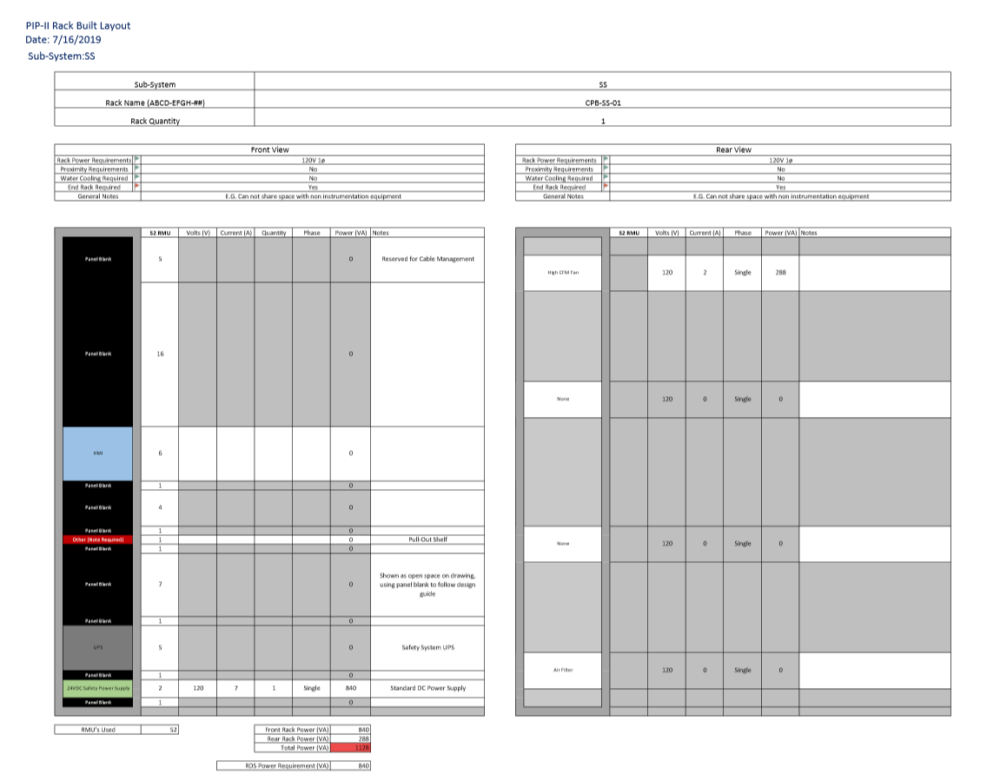 PIP-II Rack Built Layout
Date: 7/16/2019
Sub-System:SS
Sub-System SS
Rack Name (ABCD-EFGH-##) CPB-SS-01
Rack Quantity 1
Front View
Rack Power Requirements 120V 1ø
Proximity Requirements No
Water Cooling Required No
End Rack Required Yes
General Notes E.G. Can not share space with non instrumentation equipment
Rear View
Rack Power Requirements 120V 1ø
Proximity Requirements No
Water Cooling Required No
End Rack Required Yes
General Notes E.G. Can not share space with non instrumentation equipment
52 RMU Volts (V) Current (A) Quantity Phase Power (VA) Notes
Panel Blank 5 0 Reserved for Cable Management
Panel Blank 16 0
RMU 6 0
Panel Blank 1 0
Panel Blank 4 0
Panel Blank 1 0
Other (Note Required) 1 0 Pull-Out Shelf
Panel Blank 1 0
Panel Blank 7 0 Shown as open space on drawing,
using panel blank to follow design
guide
Panel Blank 1 0
UPS 5 0 Safety System UPS
Panel Blank 1 0
24VDC Safety Power Supply 2 120 7 1 Single 840 Standard DC Power Supply
Panel Blank 1 0
52 RMU Volts (V) Current (A) Phase Power (VA) Notes
High CFM Fan 120 2 Single 288
None 120 0 Single 0
None 120 0 Single 0
Air Filter 120 0 Single 0
RMU's Used 52
Front Rack Power (VA) 840
Rear Rack Power (VA) 288
Total Power (VA) 1128
RDS Power Requirement (VA) 840